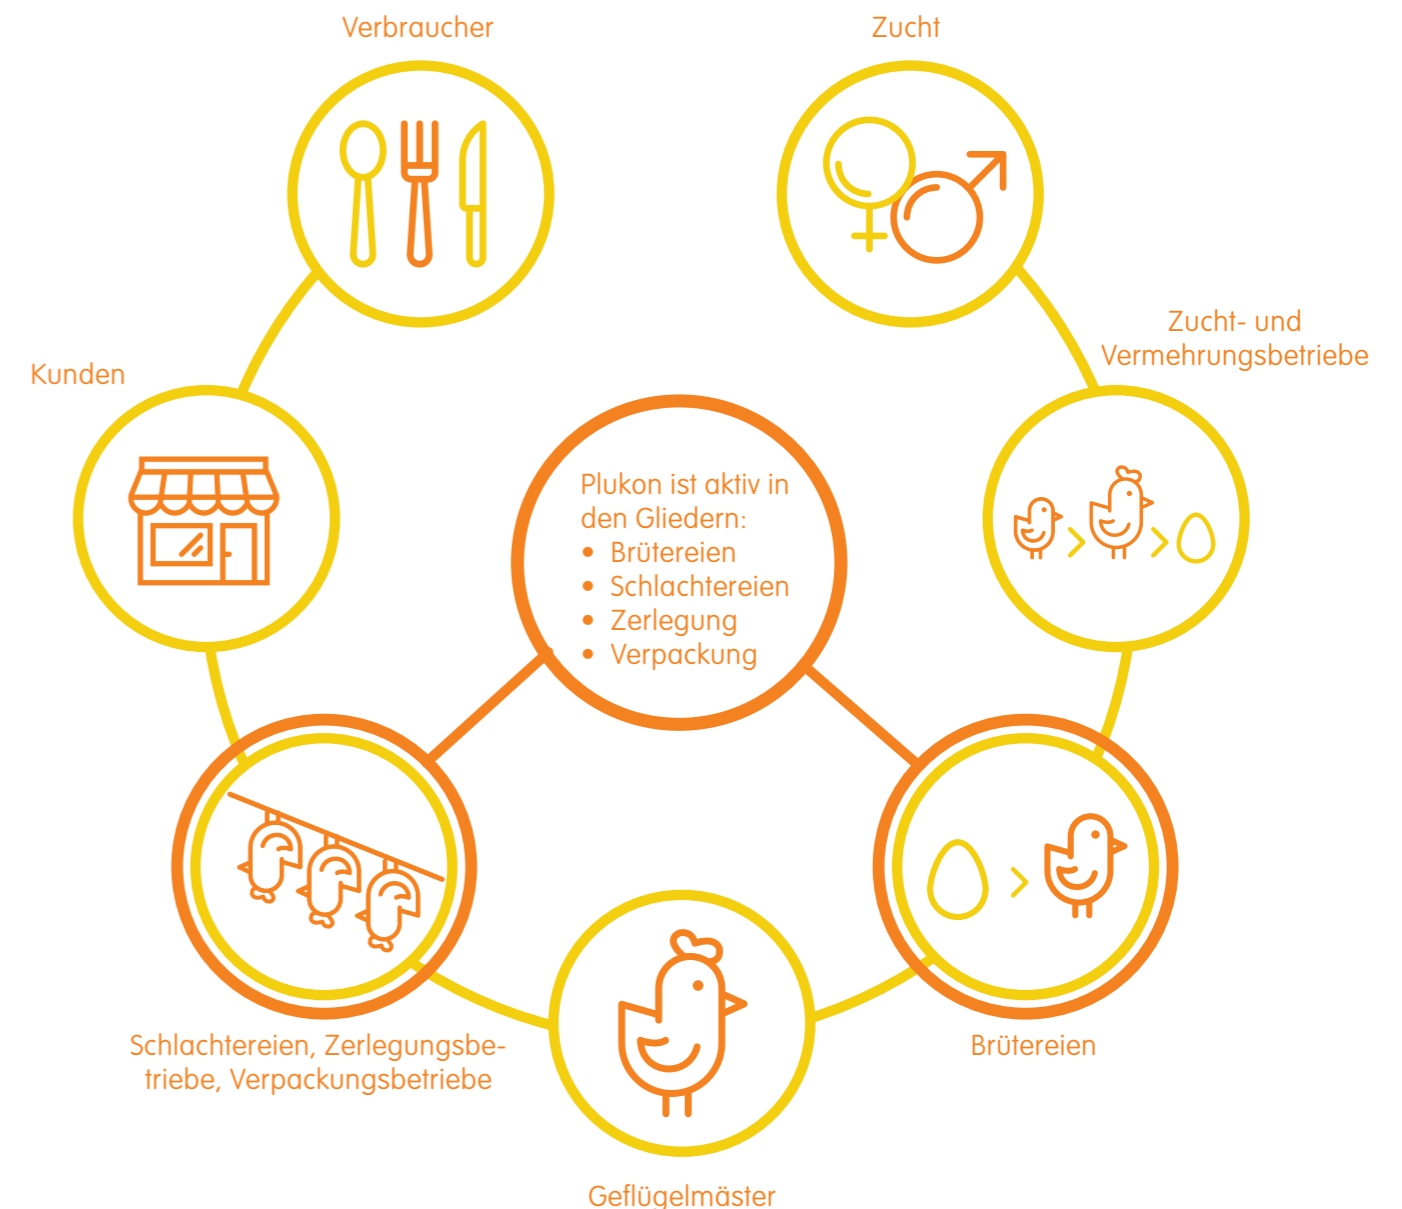 Verbraucher
Zucht
Zucht- und
Vermehrungsbetriebe
Kunden
Plukon ist aktiv in
den Gliedern:
• Brütereien
• Schlachtereien
• Zerlegung
• Verpackung
Schlachtereien, Zerlegungsbe-
triebe, Verpackungsbetriebe
Brütereien
Geflügelmäster